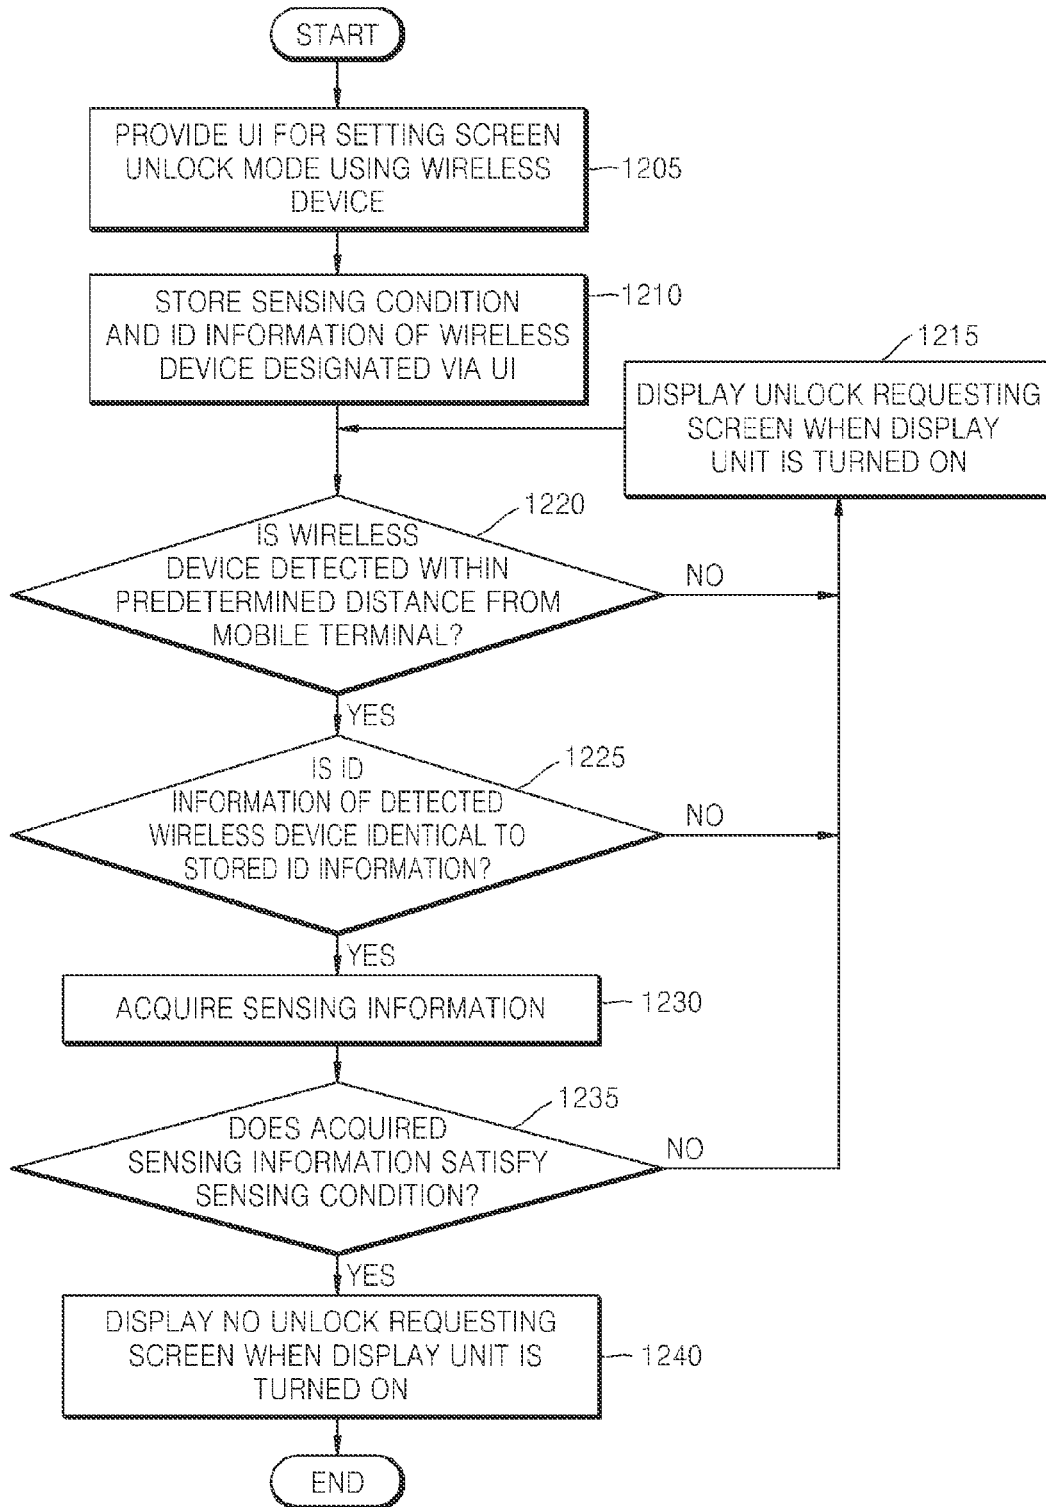 START
PROVIDE UI FOR SETTING SCREEN
UNLOCK MODE USING WIRELESS
DEVICE
1205
STORE SENSING CONDITION
AND ID INFORMATION OF WIRELESS
DEVICE DESIGNATED VIA UI
1210
1215
DISPLAY UNLOCK REQUESTING
SCREEN WHEN DISPLAY
UNIT IS TURNED ON
1220
IS WIRELESS
DEVICE DETECTED WITHIN
PREDETERMINED DISTANCE FROM
MOBILE TERMINAL?
NO
YES
1225
IS ID
INFORMATION OF DETECTED
WIRELESS DEVICE IDENTICAL TO
STORED ID INFORMATION?
NO
YES
ACQUIRE SENSING INFORMATION
1230
1235
DOES ACQUIRED
SENSING INFORMATION SATISFY
SENSING CONDITION?
NO
YES
DISPLAY NO UNLOCK REQUESTING
SCREEN WHEN DISPLAY UNIT IS
TURNED ON
1240
END